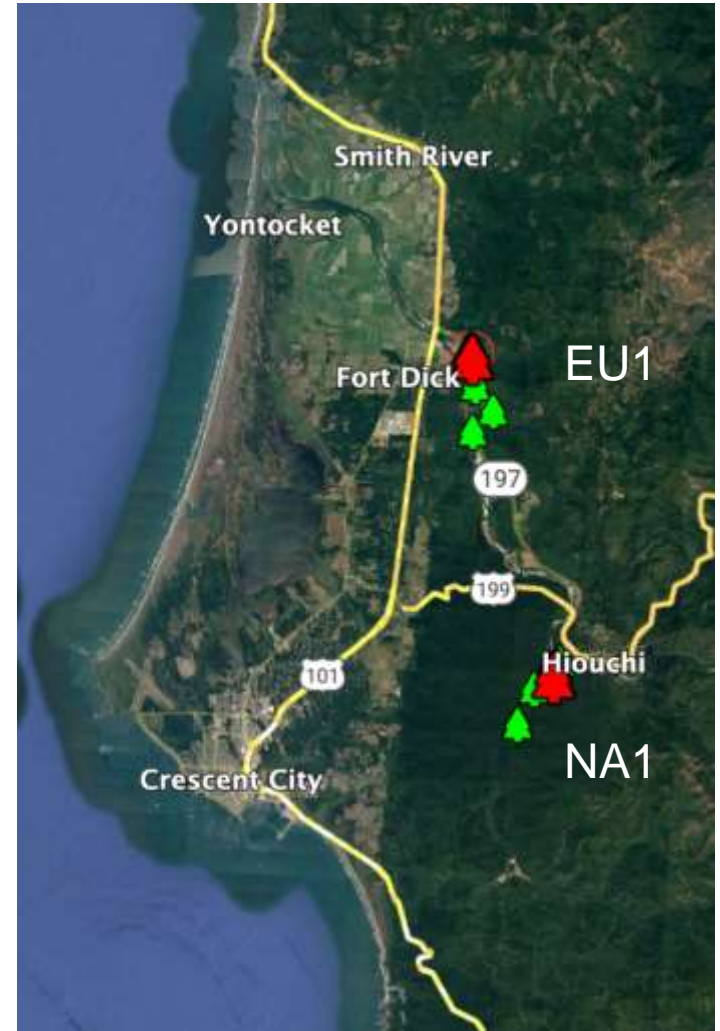 Smith River
Yontocket
EU1
Fort Dick
197
199
Hiouchi
101
NA1
Crescent City